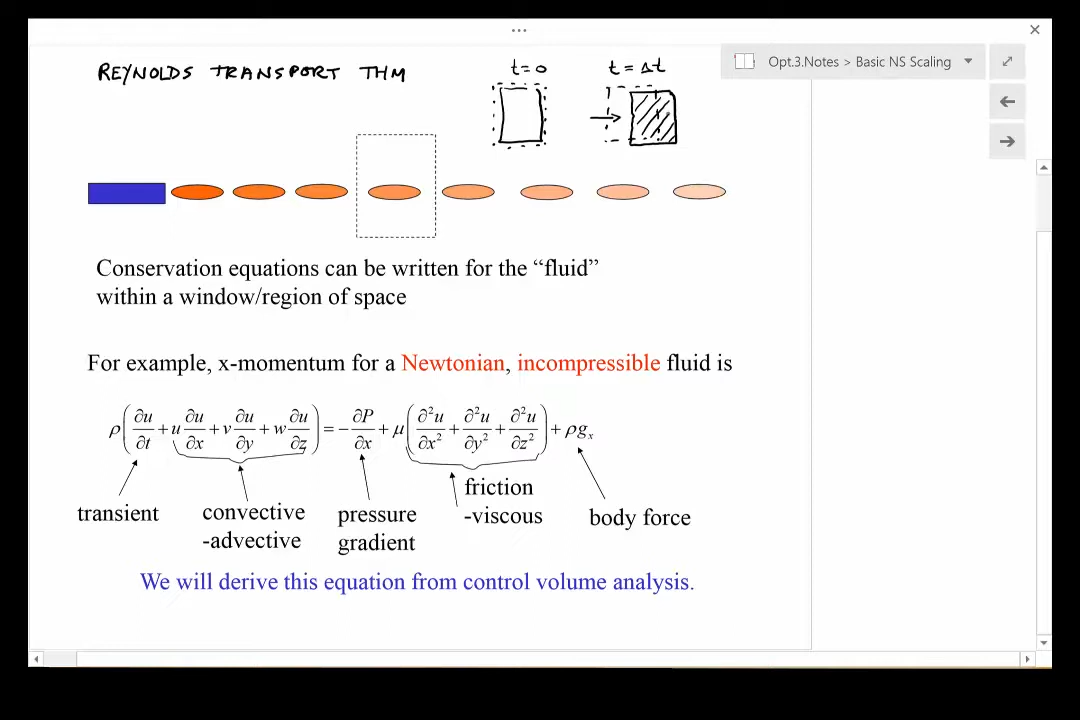 REYNOLDS TRANSPORT THM
t=0
t=Δt
Opt.3.Notes > Basic NS Scaling
Conservation equations can be written for the “fluid”
within a window/region of space
For example, x-momentum for a Newtonian, incompressible fluid is
ρ(∂u/∂t + u ∂u/∂x + v ∂u/∂y + w ∂u/∂z) = −∂P/∂x + μ(∂²u/∂x² + ∂²u/∂y² + ∂²u/∂z²) + ρgₓ
transient
convective
-advective
pressure
gradient
friction
-viscous
body force
We will derive this equation from control volume analysis.